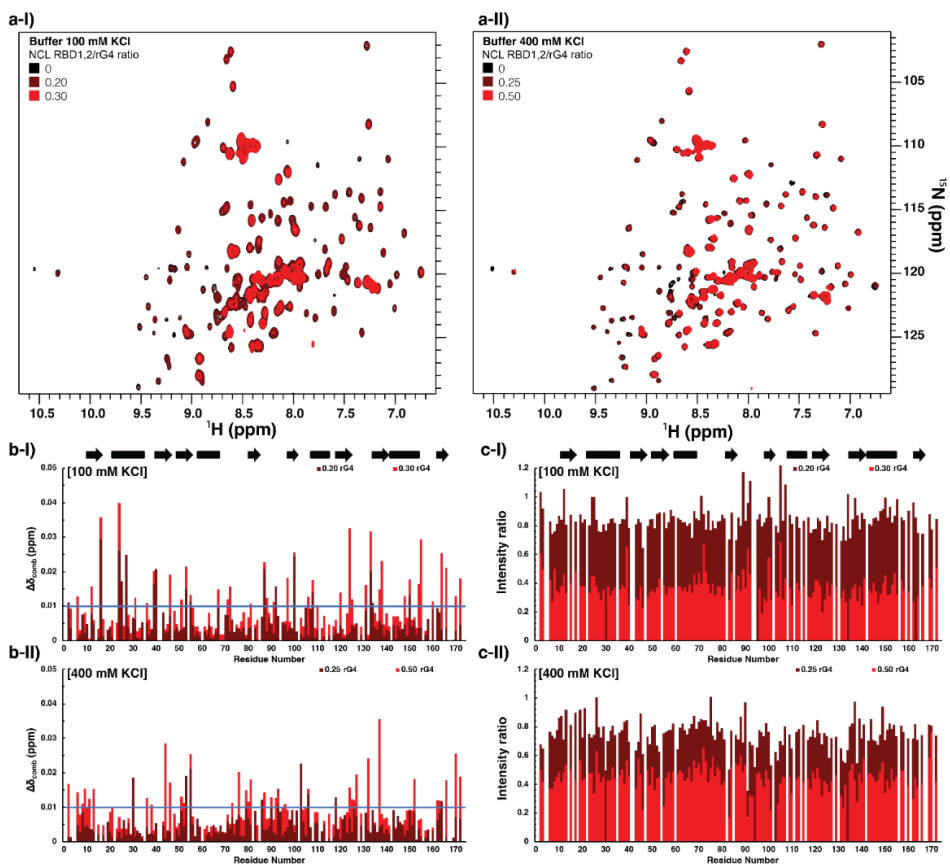 a-I)
Buffer 100 mM KCl
NCL RBD1,2/rG4 ratio
0
0.20
0.30
10.5 10.0 9.5 9.0 8.5 8.0 7.5 7.0
¹H (ppm)
a-II)
Buffer 400 mM KCl
NCL RBD1,2/rG4 ratio
0
0.25
0.50
105
110
115
120
125
¹⁵N (ppm)
10.5 10.0 9.5 9.0 8.5 8.0 7.5 7.0
¹H (ppm)
b-I)
[100 mM KCl]
0.20 rG4 0.30 rG4
0.05
0.04
0.03
0.02
0.01
0
Δδcomb (ppm)
0 10 20 30 40 50 60 70 80 90 100 110 120 130 140 150 160 170
Residue Number
c-I)
[100 mM KCl]
0.20 rG4 0.30 rG4
1.2
1
0.8
0.6
0.4
0.2
0
Intensity ratio
0 10 20 30 40 50 60 70 80 90 100 110 120 130 140 150 160 170
Residue Number
b-II)
[400 mM KCl]
0.25 rG4 0.50 rG4
0.05
0.04
0.03
0.02
0.01
0
Δδcomb (ppm)
0 10 20 30 40 50 60 70 80 90 100 110 120 130 140 150 160 170
Residue Number
c-II)
[400 mM KCl]
0.25 rG4 0.50 rG4
1.2
1
0.8
0.6
0.4
0.2
0
Intensity ratio
0 10 20 30 40 50 60 70 80 90 100 110 120 130 140 150 160 170
Residue Number